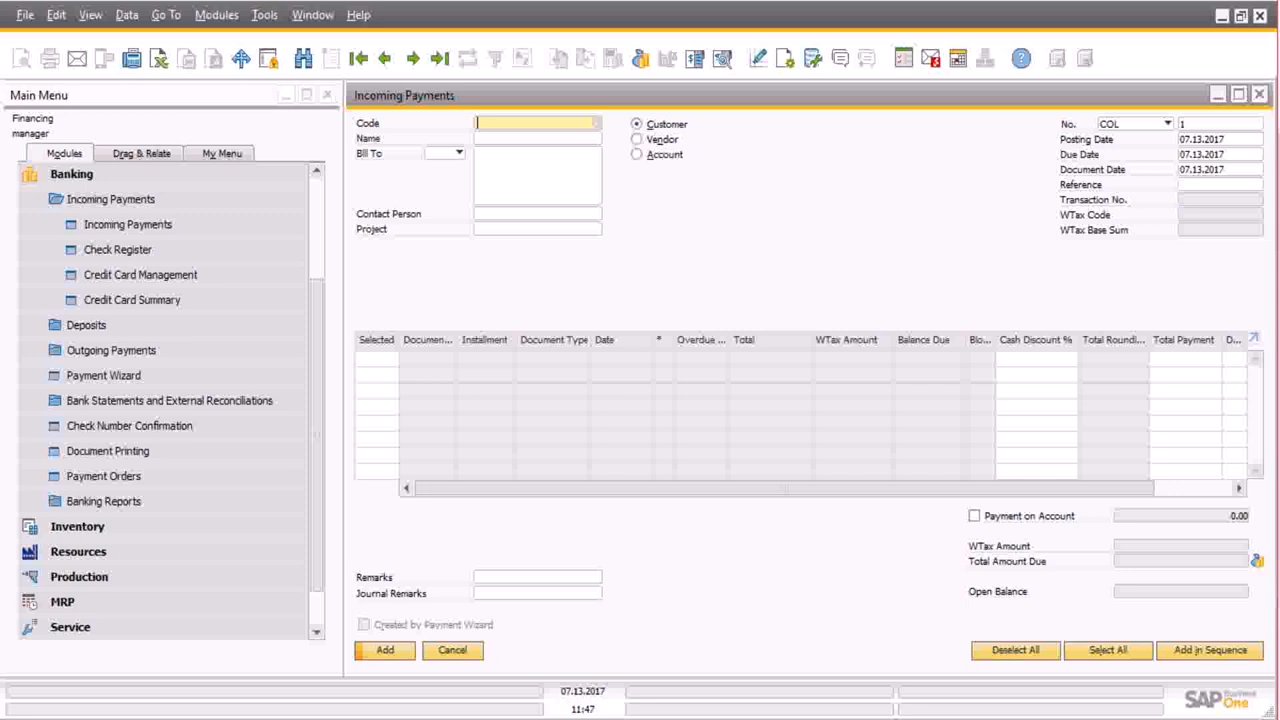 File Edit View Data Go To Modules Tools Window Help
Main Menu
Financing
manager
Modules Drag & Relate My Menu
Banking
Incoming Payments
Incoming Payments
Check Register
Credit Card Management
Credit Card Summary
Deposits
Outgoing Payments
Payment Wizard
Bank Statements and External Reconciliations
Check Number Confirmation
Document Printing
Payment Orders
Banking Reports
Inventory
Resources
Production
MRP
Service
Incoming Payments
Code
Name
Bill To
Contact Person
Project
Customer
Vendor
Account
No. COL 1
Posting Date 07.13.2017
Due Date 07.13.2017
Document Date 07.13.2017
Reference
Transaction No.
WTax Code
WTax Base Sum
Selected Documen... Installment Document Type Date * Overdue ... Total WTax Amount Balance Due Blo... Cash Discount % Total Roundi... Total Payment D...
Payment on Account 0.00
WTax Amount
Total Amount Due
Open Balance
Remarks
Journal Remarks
Created by Payment Wizard
Add Cancel Deselect All Select All Add in Sequence
07.13.2017
11:47
SAP Business One